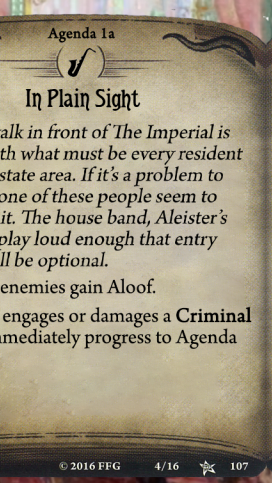 Agenda 1a
In Plain Sight
alk in front of The Imperial is
th what must be every resident
state area. If it's a problem to
one of these people seem to
it. The house band, Aleister's
play loud enough that entry
ll be optional.
enemies gain Aloof.
engages or damages a Criminal
mmediately progress to Agenda
© 2016 FFG 4/16 107